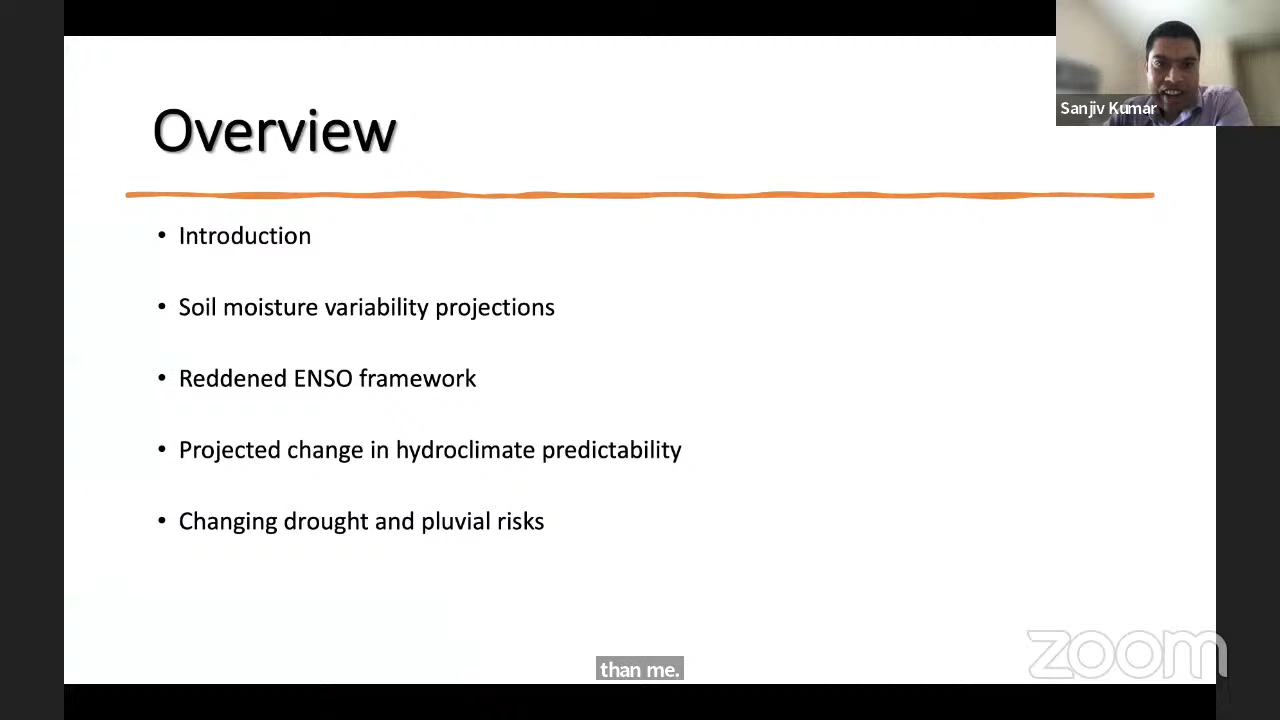 Overview
Sanjiv Kumar
• Introduction
• Soil moisture variability projections
• Reddened ENSO framework
• Projected change in hydroclimate predictability
• Changing drought and pluvial risks
than me.
zoom